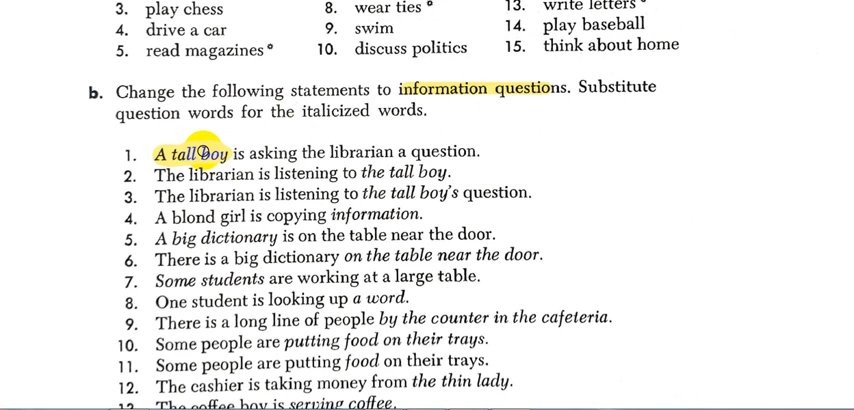 3. play chess 8. wear ties° 13. write letters°
4. drive a car 9. swim 14. play baseball
5. read magazines° 10. discuss politics 15. think about home
b. Change the following statements to information questions. Substitute
question words for the italicized words.
1. A tall boy is asking the librarian a question.
2. The librarian is listening to the tall boy.
3. The librarian is listening to the tall boy's question.
4. A blond girl is copying information.
5. A big dictionary is on the table near the door.
6. There is a big dictionary on the table near the door.
7. Some students are working at a large table.
8. One student is looking up a word.
9. There is a long line of people by the counter in the cafeteria.
10. Some people are putting food on their trays.
11. Some people are putting food on their trays.
12. The cashier is taking money from the thin lady.
13. The coffee boy is serving coffee.